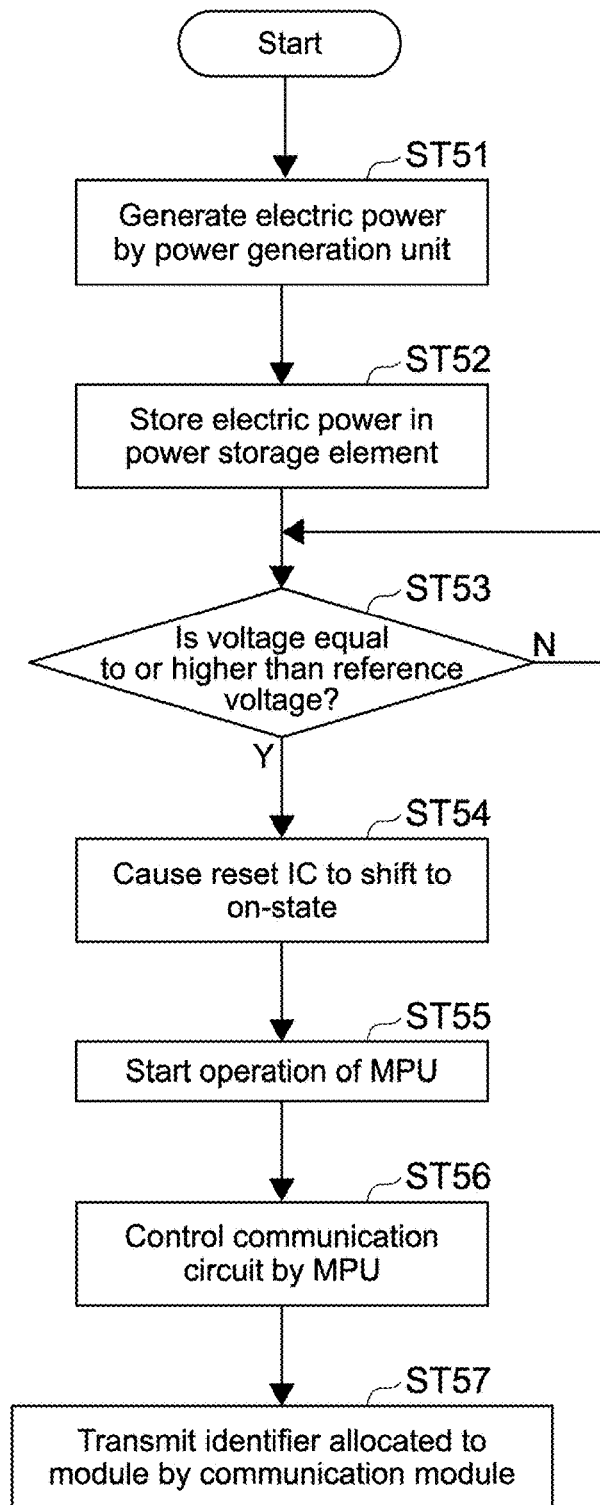 Start
ST51
Generate electric power
by power generation unit
ST52
Store electric power in
power storage element
ST53
Is voltage equal
to or higher than reference
voltage?
N
Y
ST54
Cause reset IC to shift to
on-state
ST55
Start operation of MPU
ST56
Control communication
circuit by MPU
ST57
Transmit identifier allocated to
module by communication module